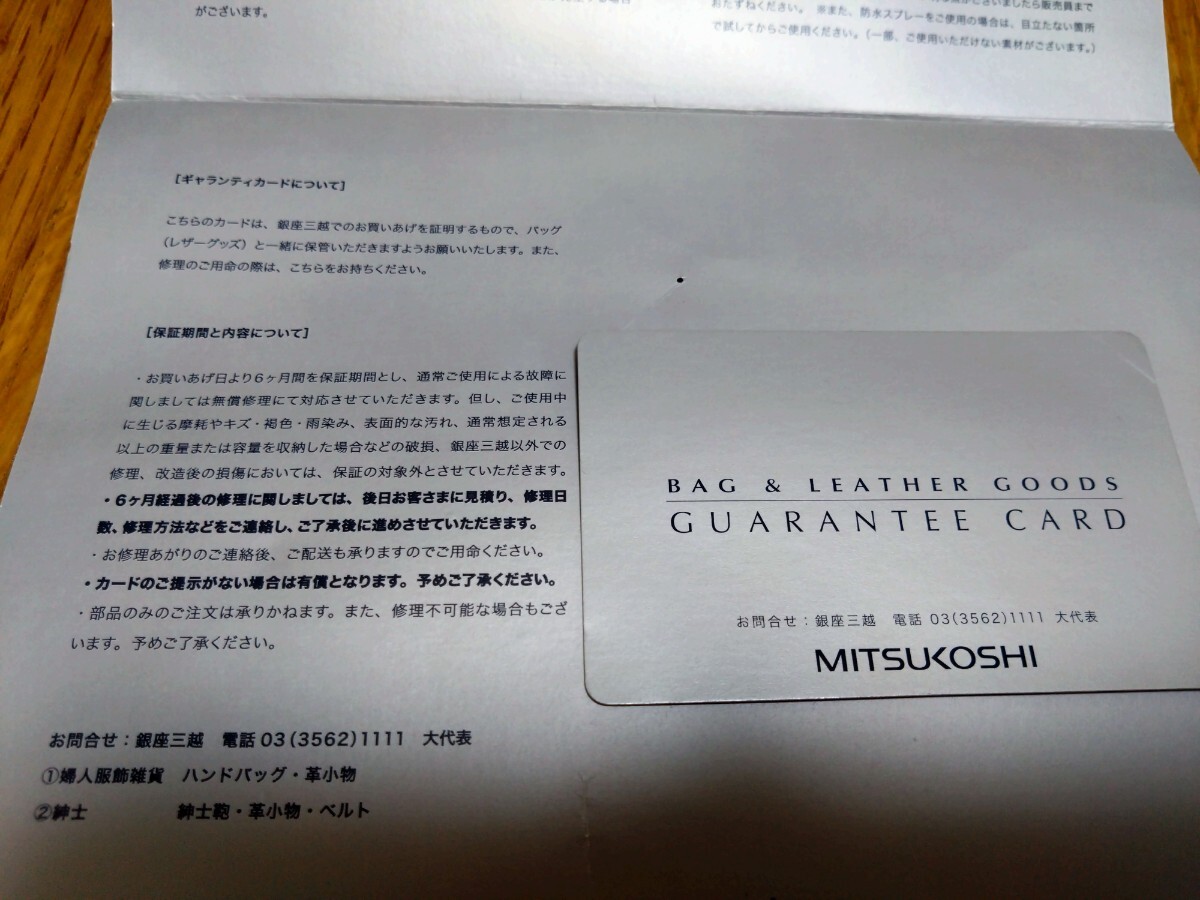 がございます。
おたずねください。 ※また、防水スプレーをご使用の場合は、目立たない箇所
で試してからご使用ください。(一部、ご使用いただけない素材がございます。)
[ギャランティカードについて]
こちらのカードは、銀座三越でのお買いあげを証明するもので、バッグ
(レザーグッズ) と一緒に保管いただきますようお願いいたします。また、
修理のご用命の際は、こちらをお持ちください。
[保証期間と内容について]
・お買いあげ日より6ヶ月間を保証期間とし、通常ご使用による故障に
関しましては無償修理にて対応させていただきます。但し、ご使用中
に生じる摩耗やキズ・褐色・雨染み、表面的な汚れ、通常想定される
以上の重量または容量を収納した場合などの破損、銀座三越以外での
修理、改造後の損傷においては、保証の対象外とさせていただきます。
・6ヶ月経過後の修理に関しましては、後日お客さまに見積り、修理日
数、修理方法などをご連絡し、ご了承後に進めさせていただきます。
・お修理あがりのご連絡後、ご配送も承りますのでご用命ください。
・カードのご提示がない場合は有償となります。予めご了承ください。
・部品のみのご注文は承りかねます。また、修理不可能な場合もござ
います。予めご了承ください。
お問合せ：銀座三越 電話 03(3562)1111 大代表
①婦人服飾雑貨 ハンドバッグ・革小物
②紳士 紳士鞄・革小物・ベルト
BAG & LEATHER GOODS
GUARANTEE CARD
お問合せ：銀座三越 電話 03(3562)1111 大代表
MITSUKOSHI